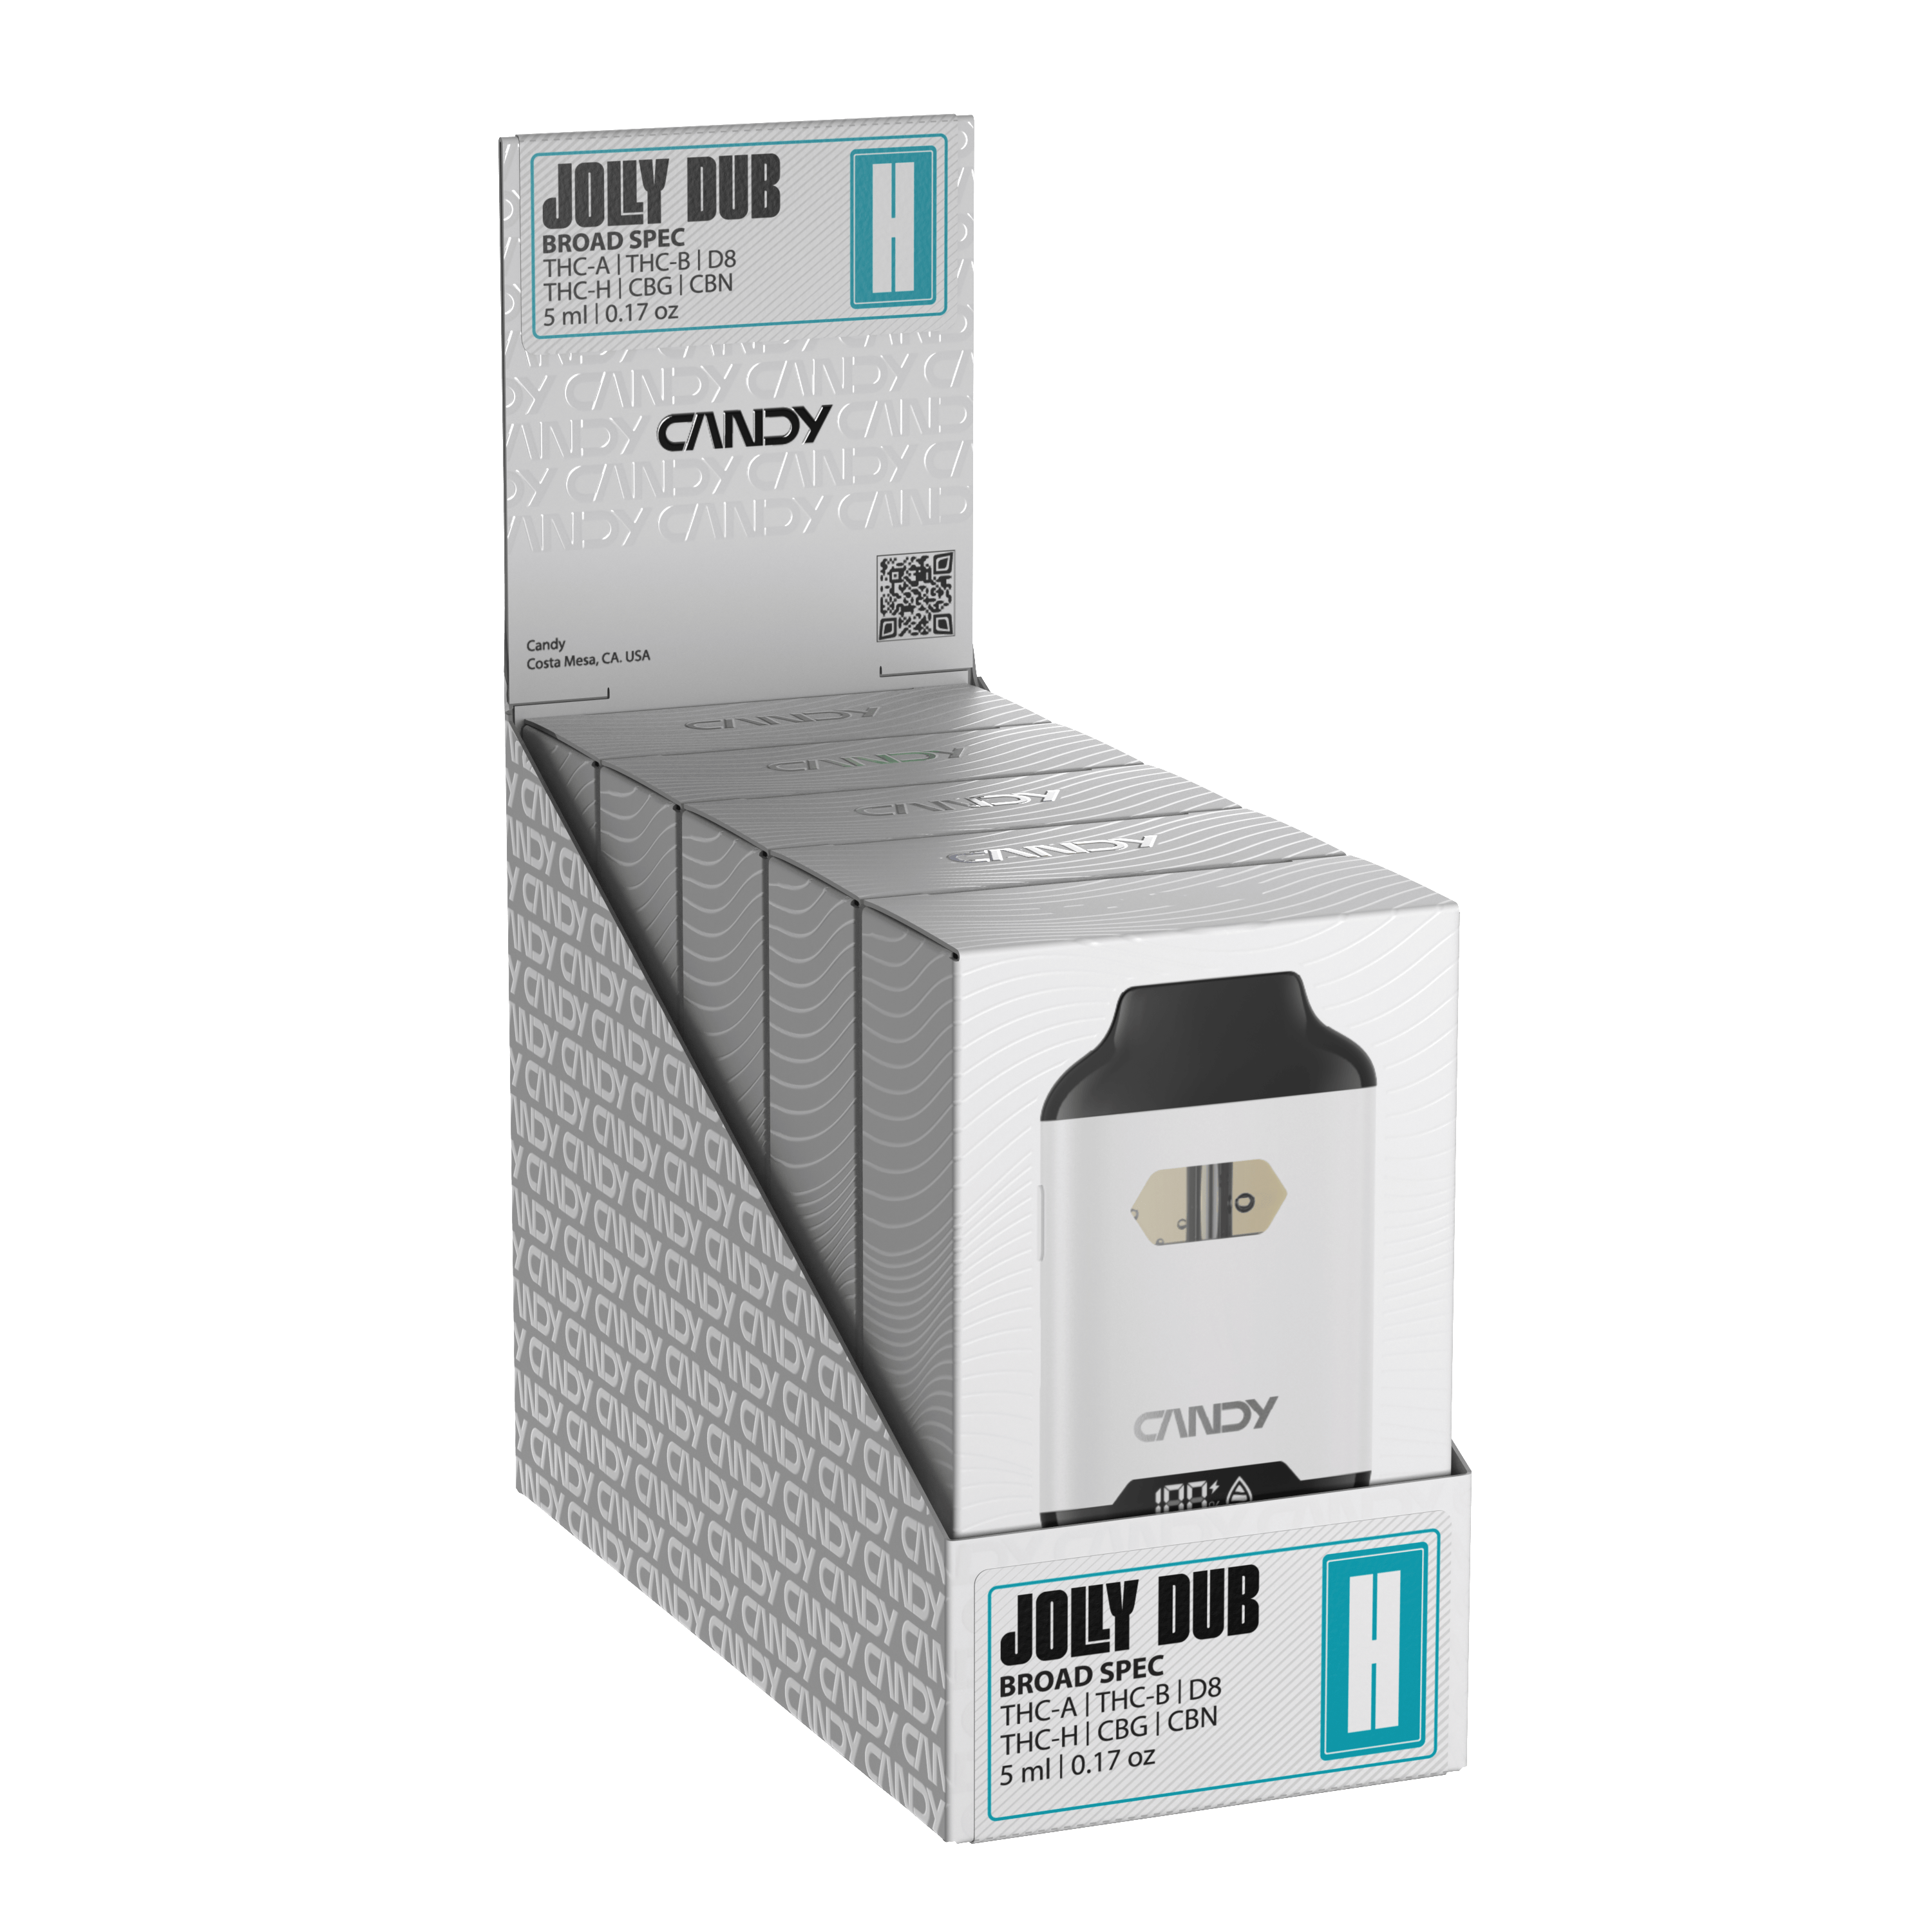 JOLLY DUB
BROAD SPEC
THC-A | THC-B | D8
THC-H | CBG | CBN
5 ml | 0.17 oz
H
CANDY
Candy
Costa Mesa, CA. USA
CANDY
CANDY
CANDY
CANDY
CANDY
100
JOLLY DUB
BROAD SPEC
THC-A | THC-B | D8
THC-H | CBG | CBN
5 ml | 0.17 oz
H